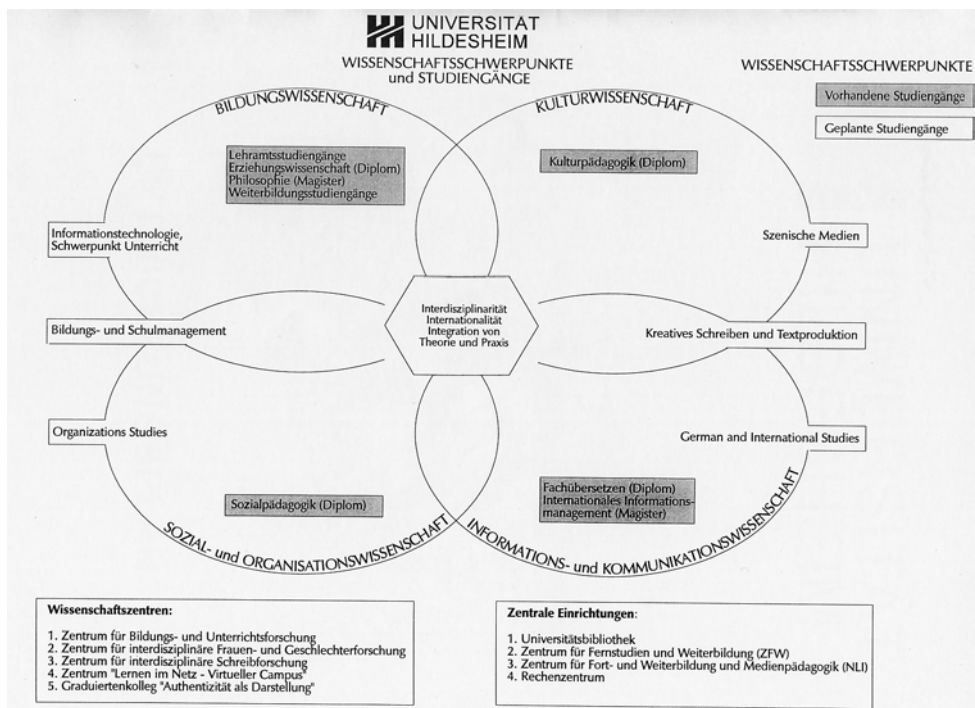 UNIVERSITAT
HILDESHEIM
WISSENSCHAFTSSCHWERPUNKTE
und STUDIENGÄNGE
WISSENSCHAFTSSCHWERPUNKTE
Vorhandene Studiengänge
Geplante Studiengänge
BILDUNGSWISSENSCHAFT
KULTURWISSENSCHAFT
Lehramtsstudiengänge
Erziehungswissenschaft (Diplom)
Philosophie (Magister)
Weiterbildungsstudiengänge
Kulturpädagogik (Diplom)
Informationstechnologie,
Schwerpunkt Unterricht
Szenische Medien
Interdisziplinarität
Internationalität
Integration von
Theorie und Praxis
Bildungs- und Schulmanagement
Kreatives Schreiben und Textproduktion
Organizations Studies
German and International Studies
Sozialpädagogik (Diplom)
Fachübersetzen (Diplom)
Internationales Informations-
management (Magister)
SOZIAL- und ORGANISATIONSWISSENSCHAFT
INFORMATIONS- und KOMMUNIKATIONSWISSENSCHAFT
Wissenschaftszentren:
1. Zentrum für Bildungs- und Unterrichtsforschung
2. Zentrum für interdisziplinäre Frauen- und Geschlechterforschung
3. Zentrum für interdisziplinäre Schreibforschung
4. Zentrum "Lernen im Netz - Virtueller Campus"
5. Graduiertenkolleg "Authentizität als Darstellung"
Zentrale Einrichtungen:
1. Universitätsbibliothek
2. Zentrum für Fernstudien und Weiterbildung (ZFW)
3. Zentrum für Fort- und Weiterbildung und Medienpädagogik (NLI)
4. Rechenzentrum